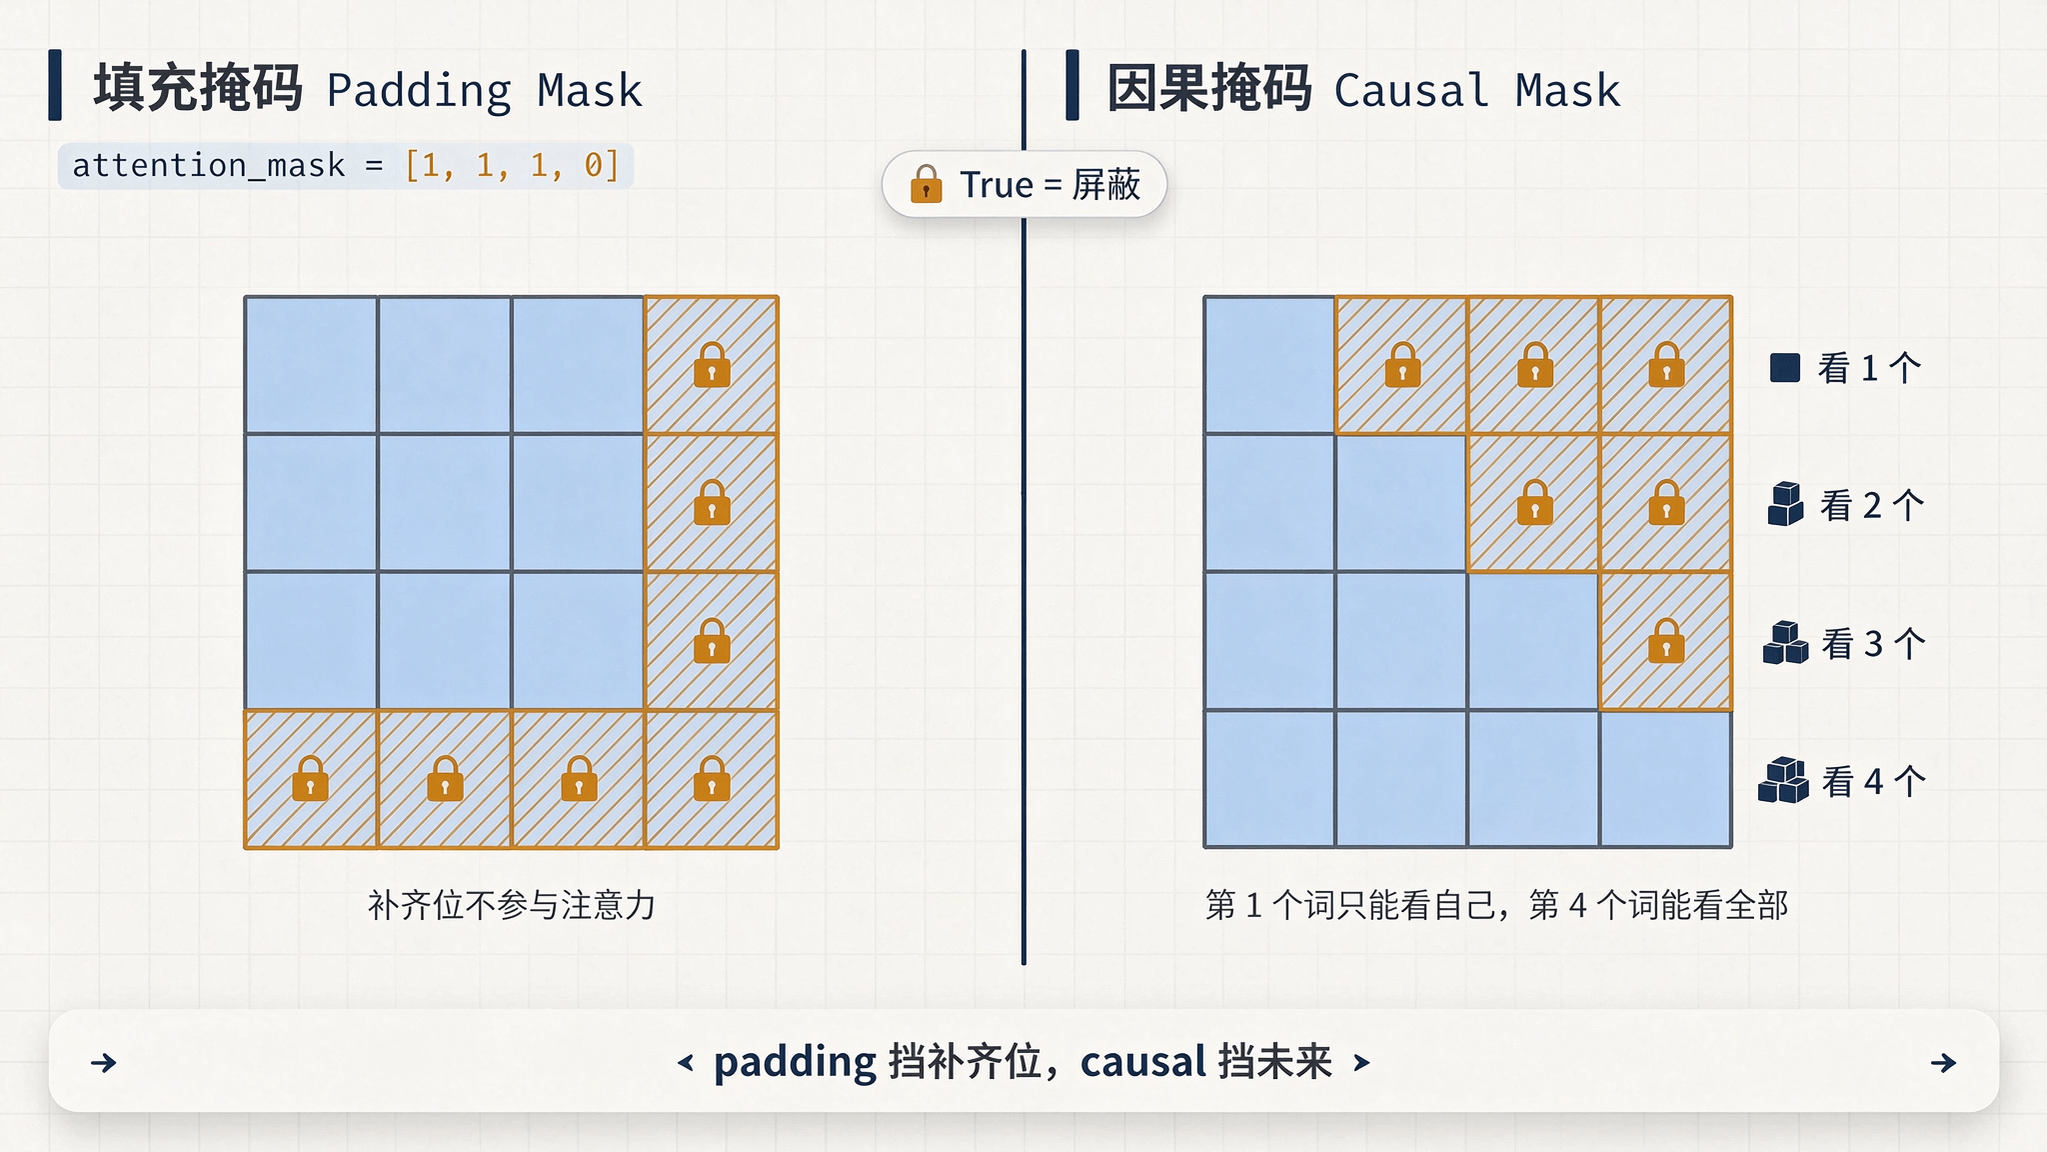 填充掩码 Padding Mask
attention_mask = [1, 1, 1, 0]
补齐位不参与注意力
True = 屏蔽
因果掩码 Causal Mask
看 1 个
看 2 个
看 3 个
看 4 个
第 1 个词只能看自己，第 4 个词能看全部
padding 挡补齐位，causal 挡未来